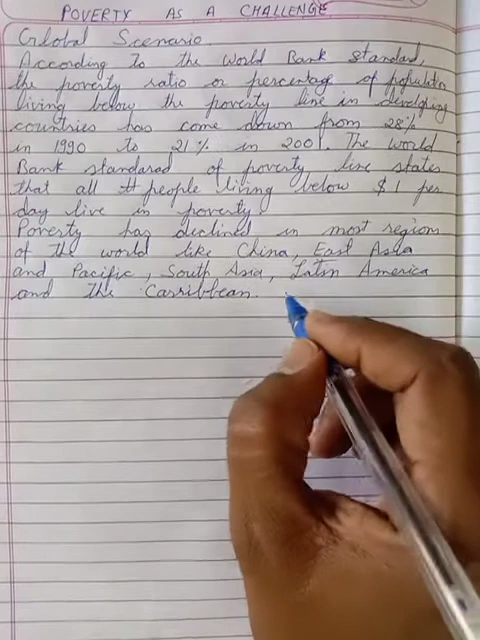 POVERTY AS A CHALLENGE
Global Scenario
According To the World Bank standard,
the poverty ratio or percentage of population
living below the poverty line in developing
countries has come down from 28%
in 1990 to 21% in 2001. The World
Bank standarad of poverty line states
that all people living below $1 per
day live in poverty.
Poverty has declined in most region
of the world like China, East Asia
and Pacific, South Asia, Latin America
and the Carribbean.